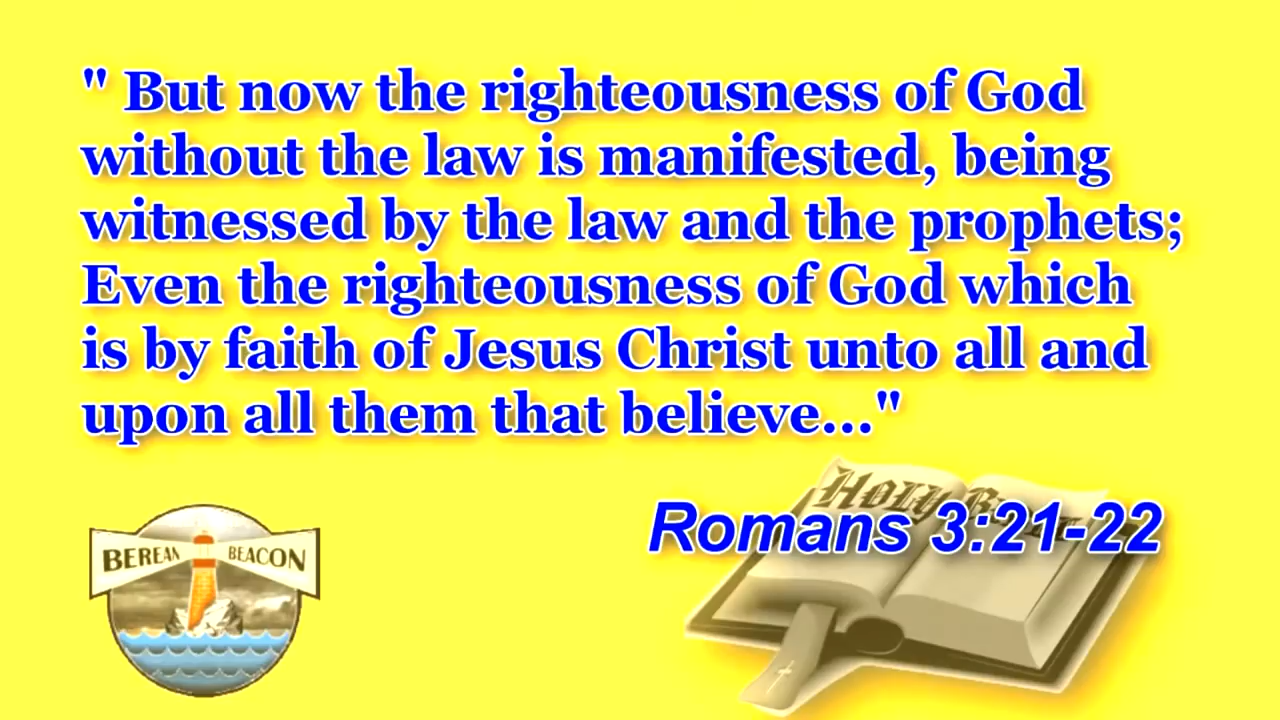 " But now the righteousness of God
without the law is manifested, being
witnessed by the law and the prophets;
Even the righteousness of God which
is by faith of Jesus Christ unto all and
upon all them that believe..."
Romans 3:21-22
HOLY
BEREAN BEACON